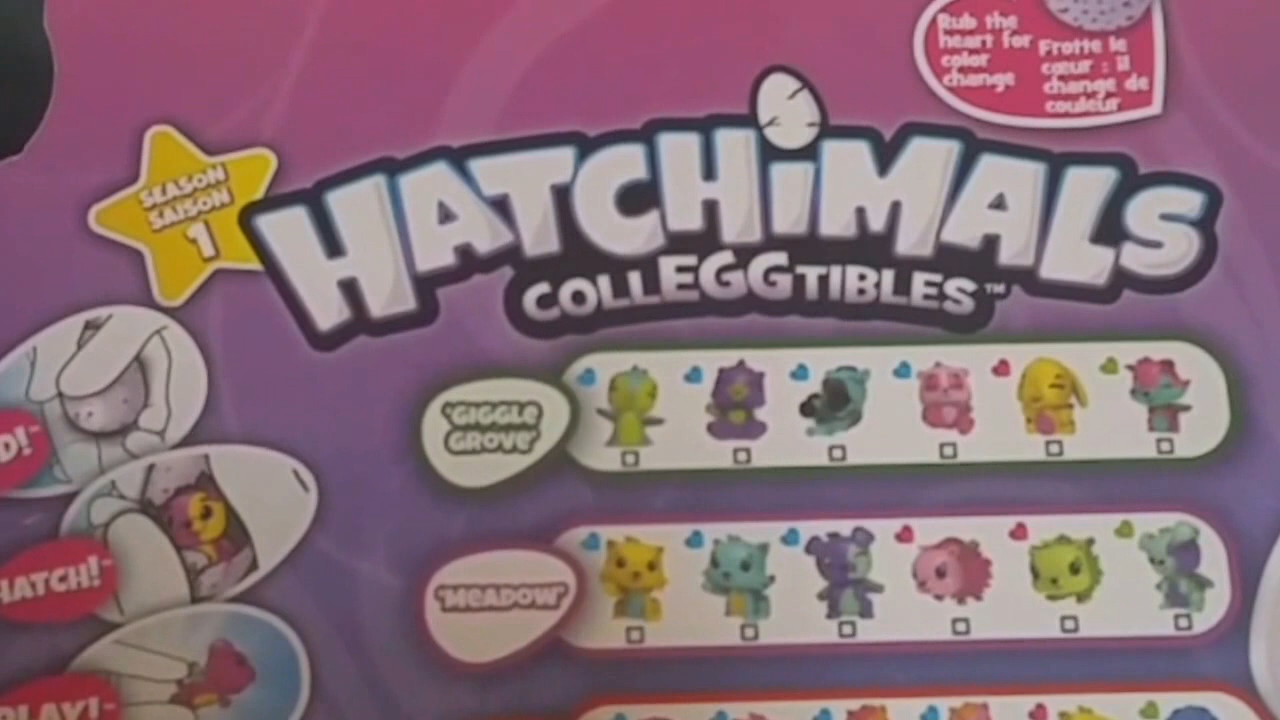 Rub the
heart for
color
change
Frotte le
cœur : il
change de
couleur
SEASON
SAISON
1
HATCHiMALS
COLLEGGTIBLES™
'GIGGLE
GROVE'
'MEADOW'
HATCH!
PLAY!